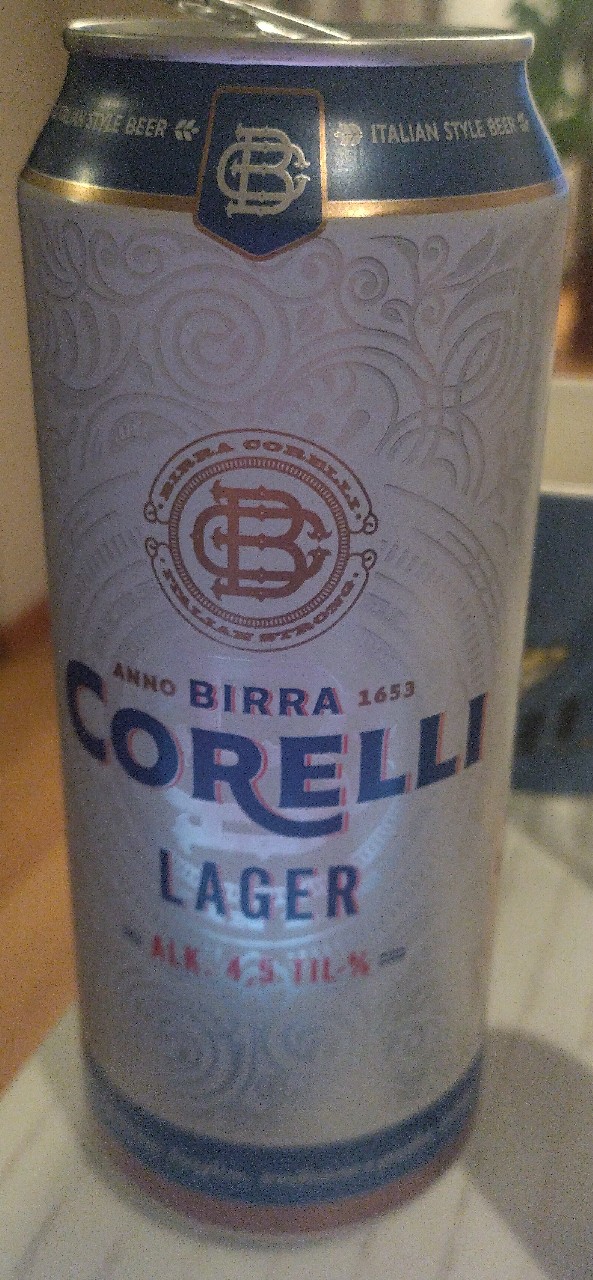 ITALIAN STYLE BEER
ITALIAN STYLE BEER
BC
BIRRA CORELLI
BC
ITALIAN STRONG
ANNO BIRRA 1653
CORELLI
LAGER
ALK. 4,5 TIL-%